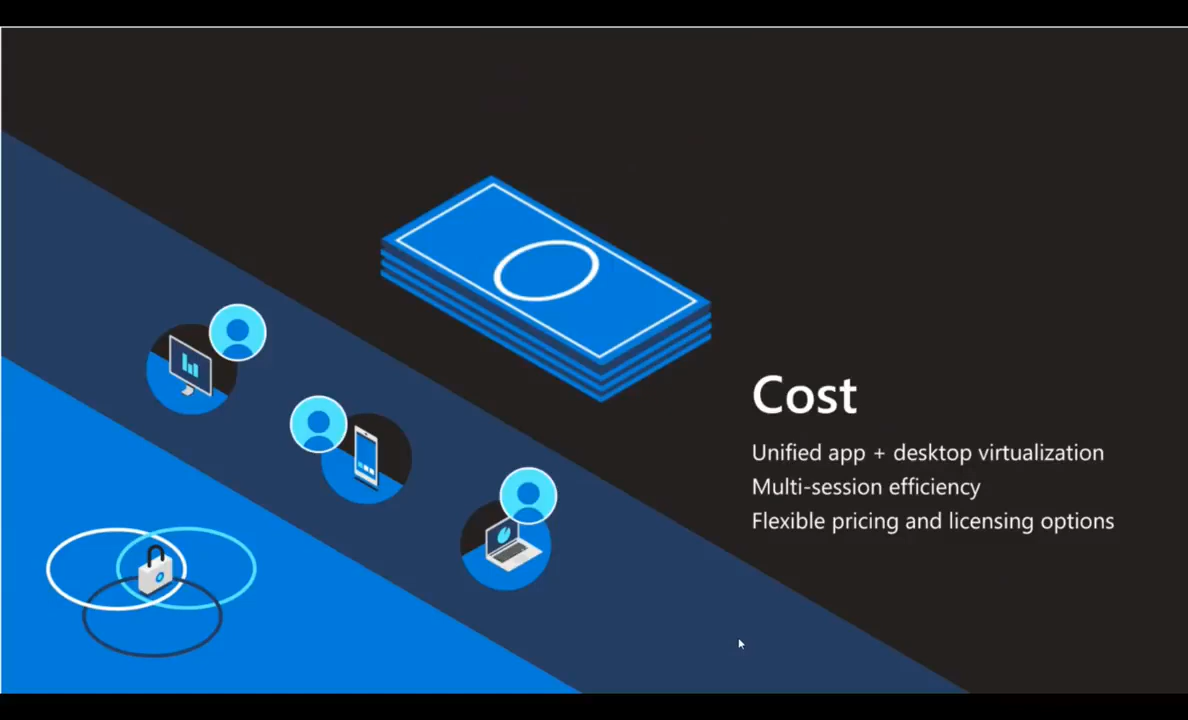 Cost
Unified app + desktop virtualization
Multi-session efficiency
Flexible pricing and licensing options